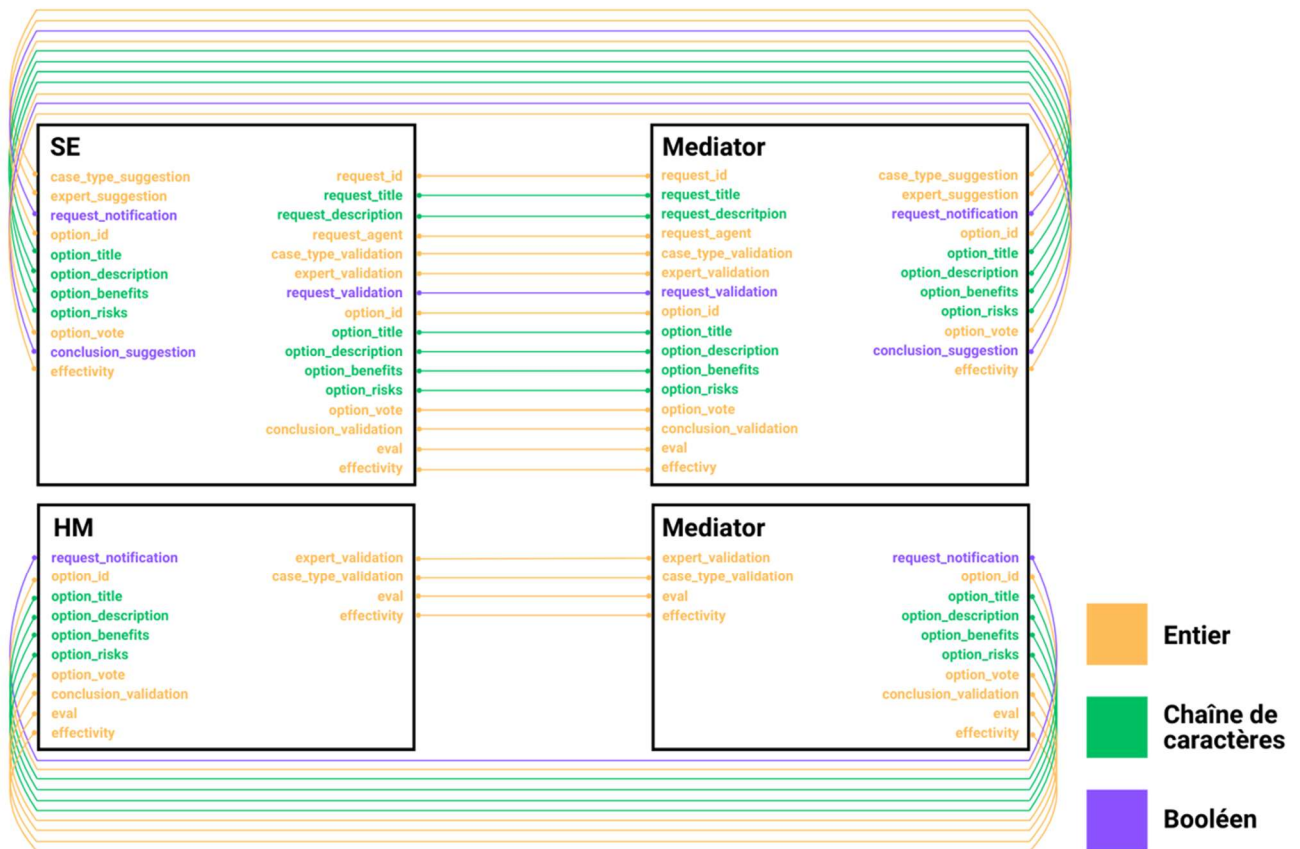 SE
case_type_suggestion
expert_suggestion
request_notification
option_id
option_title
option_description
option_benefits
option_risks
option_vote
conclusion_suggestion
effectivity
request_id
request_title
request_description
request_agent
case_type_validation
expert_validation
request_validation
option_id
option_title
option_description
option_benefits
option_risks
option_vote
conclusion_validation
eval
effectivity
Mediator
request_id
request_title
request_descritpion
request_agent
case_type_validation
expert_validation
request_validation
option_id
option_title
option_description
option_benefits
option_risks
option_vote
conclusion_validation
eval
effectivy
case_type_suggestion
expert_suggestion
request_notification
option_id
option_title
option_description
option_benefits
option_risks
option_vote
conclusion_suggestion
effectivity
HM
request_notification
option_id
option_title
option_description
option_benefits
option_risks
option_vote
conclusion_validation
eval
effectivity
expert_validation
case_type_validation
eval
effectivity
Mediator
expert_validation
case_type_validation
eval
effectivity
request_notification
option_id
option_title
option_description
option_benefits
option_risks
option_vote
conclusion_validation
eval
effectivity
Entier
Chaîne de
caractères
Booléen